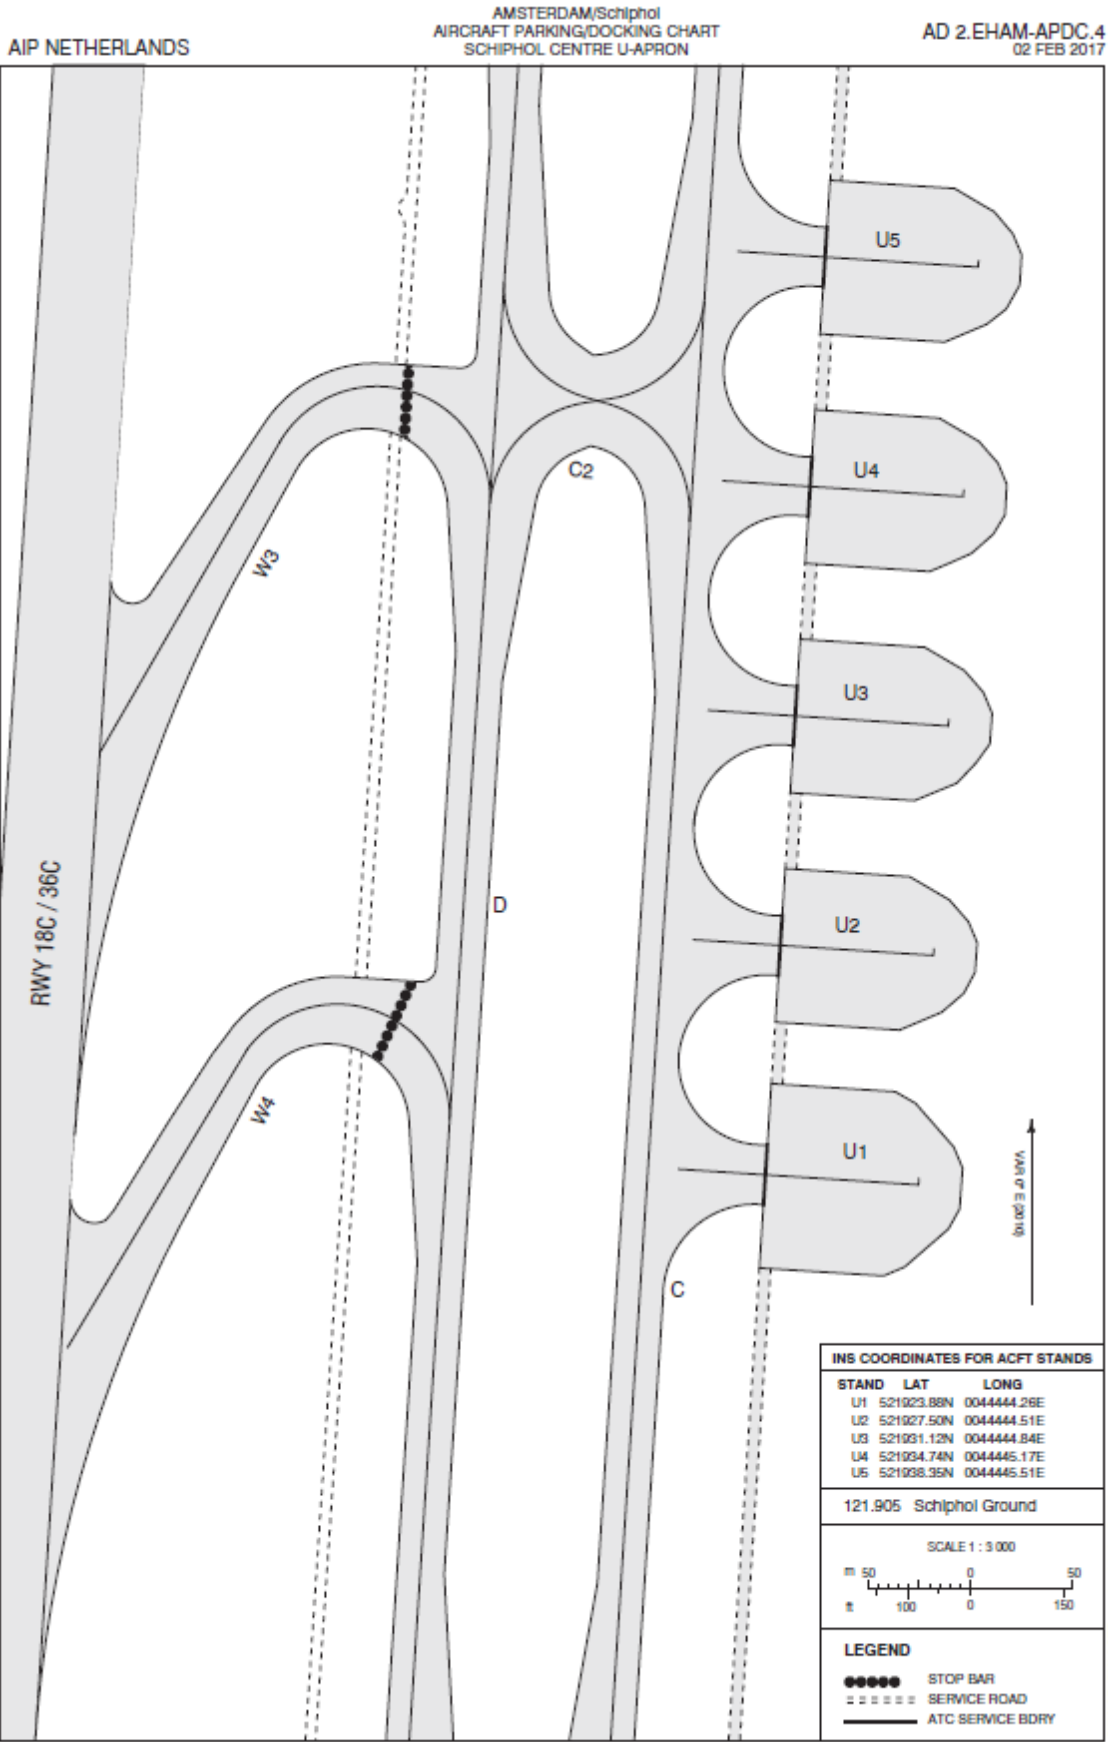 AIP NETHERLANDS
AMSTERDAM/Schiphol
AIRCRAFT PARKING/DOCKING CHART
SCHIPHOL CENTRE U-APRON
AD 2.EHAM-APDC.4
02 FEB 2017
U5
U4
C2
W3
U3
RWY 18C / 36C
D
U2
W4
U1
VAR 0° E (2010)
C
INS COORDINATES FOR ACFT STANDS
STAND LAT LONG
U1 521923.88N 0044444.26E
U2 521927.50N 0044444.51E
U3 521931.12N 0044444.84E
U4 521934.74N 0044445.17E
U5 521938.35N 0044445.51E
121.905 Schiphol Ground
SCALE 1 : 3 000
m 50 0 50
ft 100 0 150
LEGEND
STOP BAR
SERVICE ROAD
ATC SERVICE BDRY